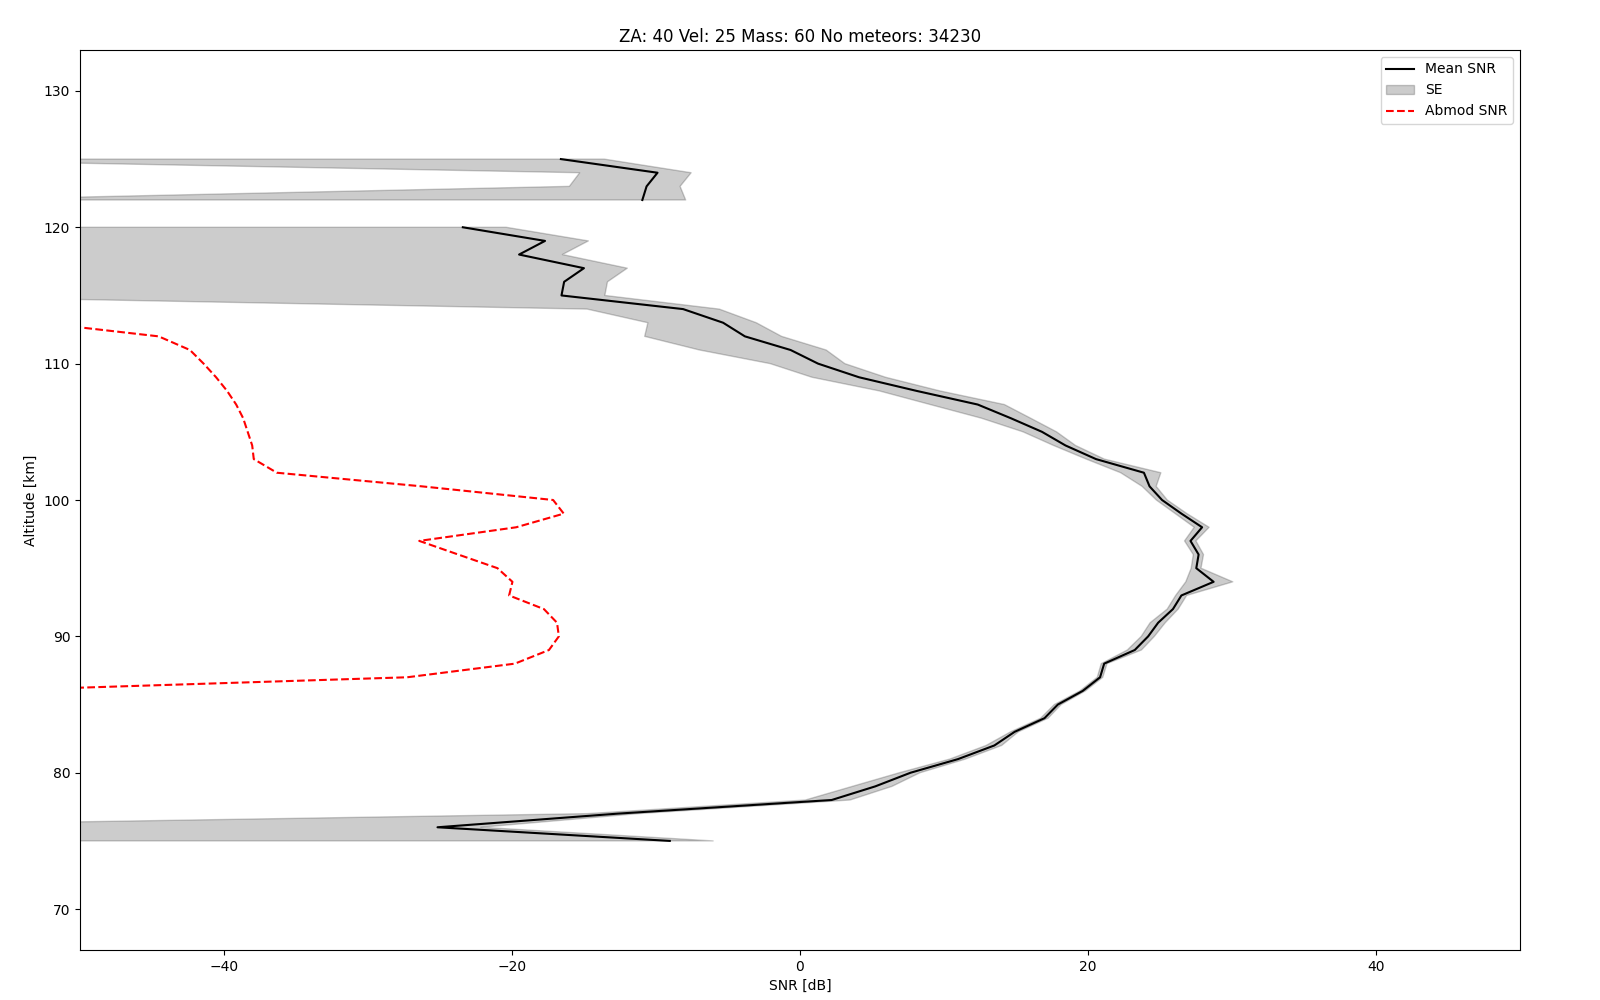 ZA: 40 Vel: 25 Mass: 60 No meteors: 34230
Mean SNR
SE
Abmod SNR
130
120
110
100
90
80
70
Altitude [km]
−40
−20
0
20
40
SNR [dB]